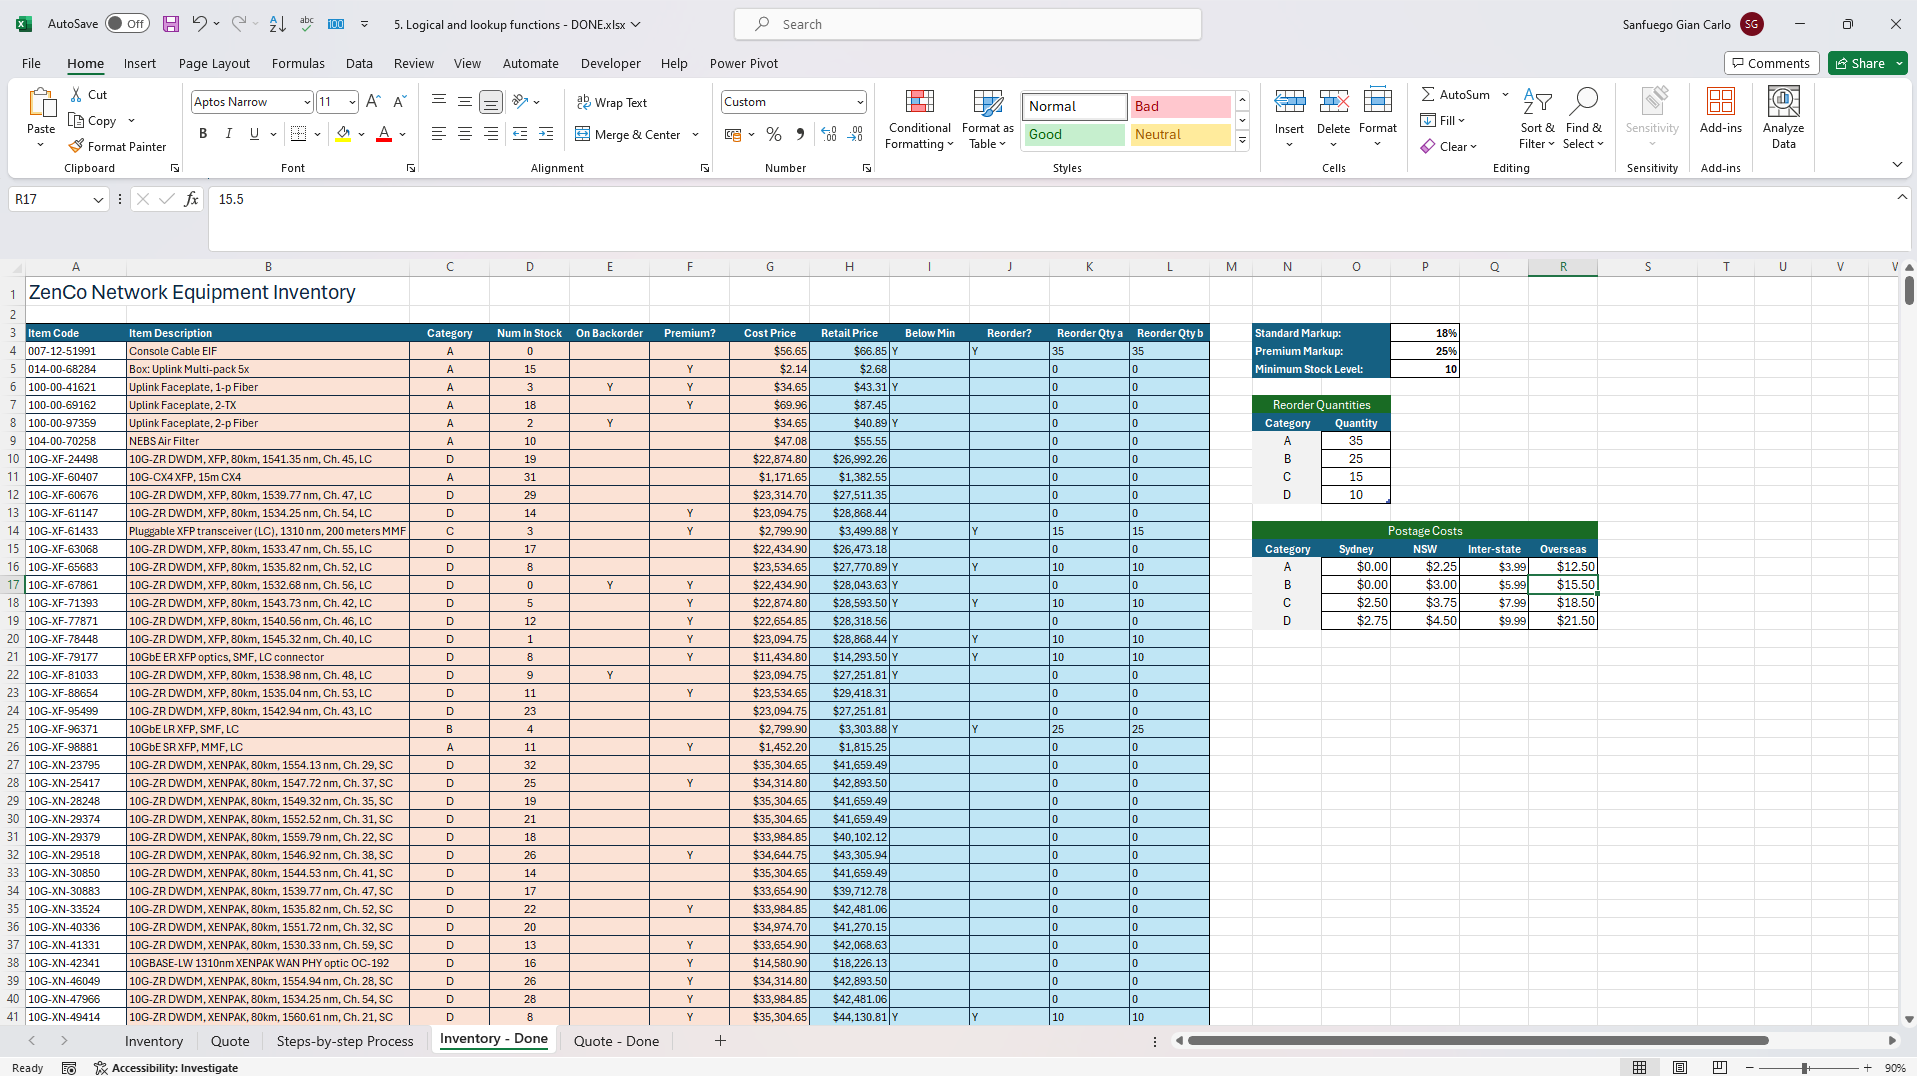 AutoSave Off 5. Logical and lookup functions - DONE.xlsx Search Sanfuego Gian Carlo SG
File Home Insert Page Layout Formulas Data Review View Automate Developer Help Power Pivot Comments Share
Paste Cut Copy Format Painter
Aptos Narrow 11 B I U
Wrap Text Merge & Center
Custom % 9 .00
Conditional Formatting Format as Table Normal Bad Good Neutral
Insert Delete Format
AutoSum Fill Clear Sort & Filter Find & Select
Sensitivity Add-ins Analyze Data
Clipboard Font Alignment Number Styles Cells Editing Sensitivity Add-ins
R17 fx 15.5
A B C D E F G H I J K L M N O P Q R S T U V
1 ZenCo Network Equipment Inventory
2
3 Item Code Item Description Category Num In Stock On Backorder Premium? Cost Price Retail Price Below Min Reorder? Reorder Qty a Reorder Qty b Standard Markup: 18%
4 007-12-51991 Console Cable EIF A 0 $56.65 $66.85 Y Y 35 35 Premium Markup: 25%
5 014-00-68284 Box: Uplink Multi-pack 5x A 15 Y $2.14 $2.68 0 0 Minimum Stock Level: 10
6 100-00-41621 Uplink Faceplate, 1-p Fiber A 3 Y Y $34.65 $43.31 Y 0 0
7 100-00-69162 Uplink Faceplate, 2-TX A 18 Y $69.96 $87.45 0 0 Reorder Quantities
8 100-00-97359 Uplink Faceplate, 2-p Fiber A 2 Y $34.65 $40.89 Y 0 0 Category Quantity
9 104-00-70258 NEBS Air Filter A 10 $47.08 $55.55 0 0 A 35
10 10G-XF-24498 10G-ZR DWDM, XFP, 80km, 1541.35 nm, Ch. 45, LC D 19 $22,874.80 $26,992.26 0 0 B 25
11 10G-XF-60407 10G-CX4 XFP, 15m CX4 A 31 $1,171.65 $1,382.55 0 0 C 15
12 10G-XF-60676 10G-ZR DWDM, XFP, 80km, 1539.77 nm, Ch. 47, LC D 29 $23,314.70 $27,511.35 0 0 D 10
13 10G-XF-61147 10G-ZR DWDM, XFP, 80km, 1534.25 nm, Ch. 54, LC D 14 Y $23,094.75 $28,868.44 0 0
14 10G-XF-61433 Pluggable XFP transceiver (LC), 1310 nm, 200 meters MMF C 3 Y $2,799.90 $3,499.88 Y Y 15 15 Postage Costs
15 10G-XF-63068 10G-ZR DWDM, XFP, 80km, 1533.47 nm, Ch. 55, LC D 17 $22,434.90 $26,473.18 0 0 Category Sydney NSW Inter-state Overseas
16 10G-XF-65683 10G-ZR DWDM, XFP, 80km, 1535.82 nm, Ch. 52, LC D 8 $23,534.65 $27,770.89 Y Y 10 10 A $0.00 $2.25 $3.99 $12.50
17 10G-XF-67861 10G-ZR DWDM, XFP, 80km, 1532.68 nm, Ch. 56, LC D 0 Y Y $22,434.90 $28,043.63 Y 0 0 B $0.00 $3.00 $5.99 $15.50
18 10G-XF-71393 10G-ZR DWDM, XFP, 80km, 1543.73 nm, Ch. 42, LC D 5 Y $22,874.80 $28,593.50 Y Y 10 10 C $2.50 $3.75 $7.99 $18.50
19 10G-XF-77871 10G-ZR DWDM, XFP, 80km, 1540.56 nm, Ch. 46, LC D 12 Y $22,654.85 $28,318.56 0 0 D $2.75 $4.50 $9.99 $21.50
20 10G-XF-78448 10G-ZR DWDM, XFP, 80km, 1545.32 nm, Ch. 40, LC D 1 Y $23,094.75 $28,868.44 Y Y 10 10
21 10G-XF-79177 10GbE ER XFP optics, SMF, LC connector D 8 Y $11,434.80 $14,293.50 Y Y 10 10
22 10G-XF-81033 10G-ZR DWDM, XFP, 80km, 1538.98 nm, Ch. 48, LC D 9 Y $23,094.75 $27,251.81 Y 0 0
23 10G-XF-88654 10G-ZR DWDM, XFP, 80km, 1535.04 nm, Ch. 53, LC D 11 Y $23,534.65 $29,418.31 0 0
24 10G-XF-95499 10G-ZR DWDM, XFP, 80km, 1542.94 nm, Ch. 43, LC D 23 $23,094.75 $27,251.81 0 0
25 10G-XF-96371 10GbE LR XFP, SMF, LC B 4 $2,799.90 $3,303.88 Y Y 25 25
26 10G-XF-98881 10GbE SR XFP, MMF, LC A 11 Y $1,452.20 $1,815.25 0 0
27 10G-XN-23795 10G-ZR DWDM, XENPAK, 80km, 1554.13 nm, Ch. 29, SC D 32 $35,304.65 $41,659.49 0 0
28 10G-XN-25417 10G-ZR DWDM, XENPAK, 80km, 1547.72 nm, Ch. 37, SC D 25 Y $34,314.80 $42,893.50 0 0
29 10G-XN-28248 10G-ZR DWDM, XENPAK, 80km, 1549.32 nm, Ch. 35, SC D 19 $35,304.65 $41,659.49 0 0
30 10G-XN-29374 10G-ZR DWDM, XENPAK, 80km, 1552.52 nm, Ch. 31, SC D 21 $35,304.65 $41,659.49 0 0
31 10G-XN-29379 10G-ZR DWDM, XENPAK, 80km, 1559.79 nm, Ch. 22, SC D 18 $33,984.85 $40,102.12 0 0
32 10G-XN-29518 10G-ZR DWDM, XENPAK, 80km, 1546.92 nm, Ch. 38, SC D 26 Y $34,644.75 $43,305.94 0 0
33 10G-XN-30850 10G-ZR DWDM, XENPAK, 80km, 1544.53 nm, Ch. 41, SC D 14 $35,304.65 $41,659.49 0 0
34 10G-XN-30883 10G-ZR DWDM, XENPAK, 80km, 1539.77 nm, Ch. 47, SC D 17 $33,654.90 $39,712.78 0 0
35 10G-XN-33524 10G-ZR DWDM, XENPAK, 80km, 1535.82 nm, Ch. 52, SC D 22 Y $33,984.85 $42,481.06 0 0
36 10G-XN-40336 10G-ZR DWDM, XENPAK, 80km, 1551.72 nm, Ch. 32, SC D 20 $34,974.70 $41,270.15 0 0
37 10G-XN-41331 10G-ZR DWDM, XENPAK, 80km, 1530.33 nm, Ch. 59, SC D 13 Y $33,654.90 $42,068.63 0 0
38 10G-XN-42341 10GBASE-LW 1310nm XENPAK WAN PHY optic OC-192 D 16 Y $14,580.90 $18,226.13 0 0
39 10G-XN-46049 10G-ZR DWDM, XENPAK, 80km, 1554.94 nm, Ch. 28, SC D 26 Y $34,314.80 $42,893.50 0 0
40 10G-XN-47966 10G-ZR DWDM, XENPAK, 80km, 1534.25 nm, Ch. 54, SC D 28 Y $33,984.85 $42,481.06 0 0
41 10G-XN-49414 10G-ZR DWDM, XENPAK, 80km, 1560.61 nm, Ch. 21, SC D 8 Y $35,304.65 $44,130.81 Y Y 10 10
Inventory Quote Steps-by-step Process Inventory - Done Quote - Done
Ready Accessibility: Investigate 90%